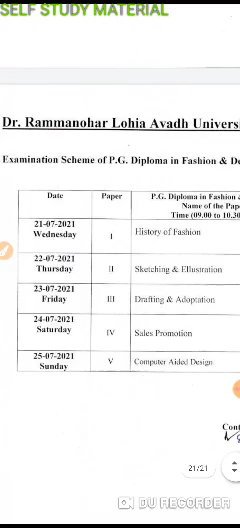 SELF STUDY MATERIAL
Dr. Rammanohar Lohia Avadh Universi
Examination Scheme of P.G. Diploma in Fashion & De
Date Paper P.G. Diploma in Fashion &
Name of the Pap
Time (09.00 to 10.30
21-07-2021
Wednesday I History of Fashion
22-07-2021
Thursday II Sketching & Ellustration
23-07-2021
Friday III Drafting & Adoptation
24-07-2021
Saturday IV Sales Promotion
25-07-2021
Sunday V Computer Aided Design
Cont
21/21
DU RECORDER